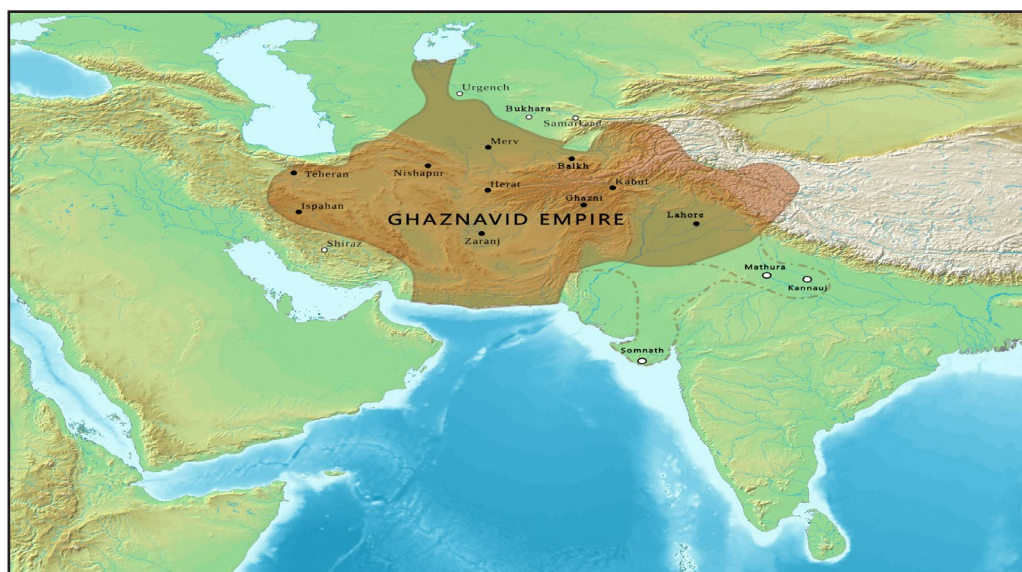 Urgench
Bukhara
Samarkand
Merv
Balkh
Teheran
Nishapur
Herat
Kabul
Ghazni
Ispahan
GHAZNAVID EMPIRE
Lahore
Shiraz
Zaranj
Mathura
Kannauj
Somnath